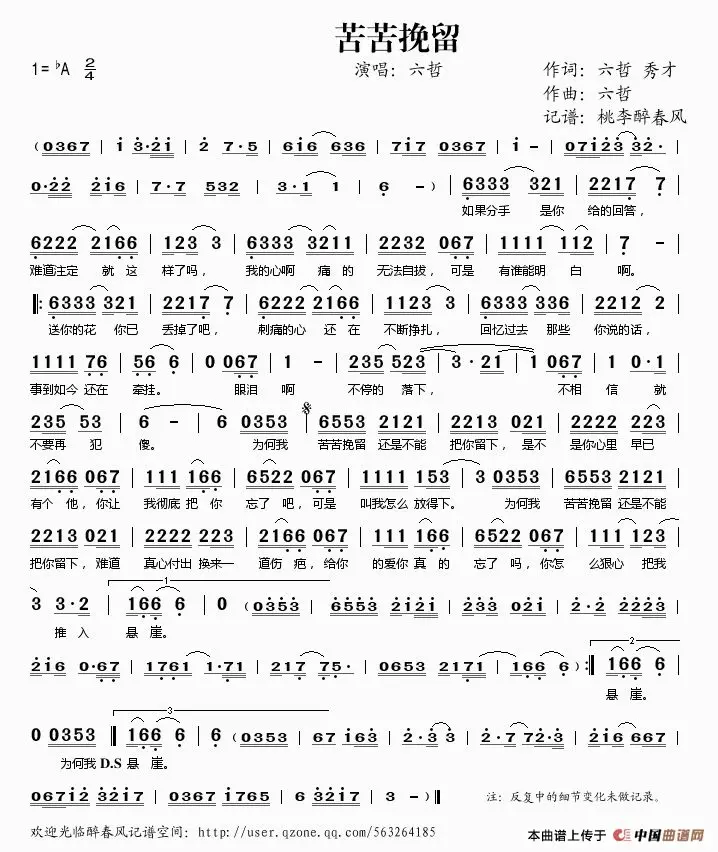 苦苦挽留
1=♭A 2/4 演唱：六哲 作词：六哲 秀才
作曲：六哲
记谱：桃李醉春风
(0367 | i 3·2i | 2 7·5 | 6i6 636 | 7i7 0367 | i - | 07i23 32· |
0·22 2i6 | 7·7 532 | 3·1 1 | 6 - ) | 6333 321 | 2217 7 |
如果分手 是你 给的回答，
6222 2166 | 123 3 | 6333 3211 | 2232 067 | 1111 112 | 7 - |
难道注定 就这 样了吗， 我的心啊 痛的 无法自拔，可是 有谁能明 白 啊。
‖: 6333 321 | 2217 7 | 6222 2166 | 1123 3 | 6333 336 | 2212 2 |
送你的花 你已 丢掉了吧， 刺痛的心 还在 不断挣扎， 回忆过去 那些 你说的话，
1111 76 | 66 6 | 0 067 | 1 - | 235 523 | 3·21 | 1 067 | 1 0·1 |
事到如今 还在 牵挂。 眼泪 啊 不停的 落下， 不相 信 就
235 53 | 6 - | 6 0353 | 6553 2121 | 2213 021 | 2222 223 |
不要再 犯 傻。 为何我 苦苦挽留 还是不能 把你留下，是不 是你心里 早已
2166 067 | 111 166 | 6522 067 | 1111 153 | 3 0353 | 6553 2121 |
有个 他，你让 我彻底 把 你 忘了 吧，可是 叫我怎么 放得下。 为何我 苦苦挽留 还是不能
2213 021 | 2222 223 | 2166 067 | 111 166 | 6522 067 | 111 123 |
把你留下，难道 真心付出 换来一 道伤 疤，给你 的爱你 真 的 忘了 吗，你怎 么狠心 把我
1
3 3·2 | 166 6 | 0 (0353 | 6553 2i2i | 2233 02i | 2·2 2223 |
推 入 悬 崖。
2i6 0·67 | 1761 1·71 | 217 75· | 0653 2171 | 166 6 ) :‖
2
166 6 |
悬 崖。
3
0 0353 ‖ 166 6 | 6 (0353 | 67 i63 | 2·3 2·3 | 2·7 72·3 | 2i6 667 |
为何我 D.S 悬 崖。
067i2 32i7 | 0367 i765 | 6 32i7 | 6 - )‖
注：反复中的细节变化未做记录。
欢迎光临醉春风记谱空间：http://user.qzone.qq.com/563264185
本曲谱上传于 中国曲谱网